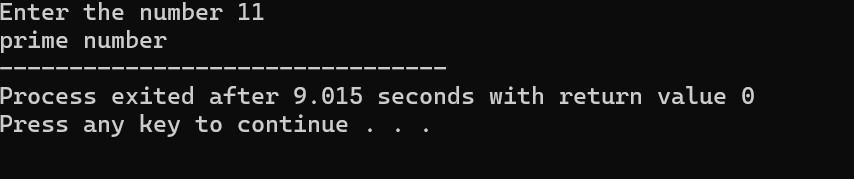 Enter the number 11
prime number
--------------------------------
Process exited after 9.015 seconds with return value 0
Press any key to continue . . .